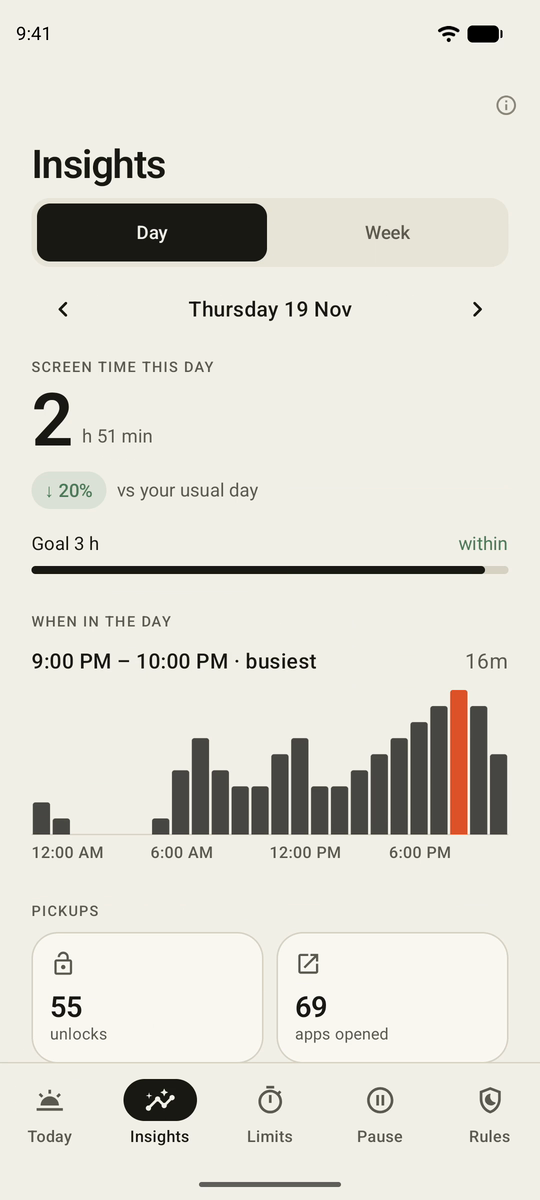 9:41
Insights
Day Week
Thursday 19 Nov
SCREEN TIME THIS DAY
2 h 51 min
↓ 20% vs your usual day
Goal 3 h within
WHEN IN THE DAY
9:00 PM – 10:00 PM · busiest 16m
12:00 AM 6:00 AM 12:00 PM 6:00 PM
PICKUPS
55 69
unlocks apps opened
Today Insights Limits Pause Rules